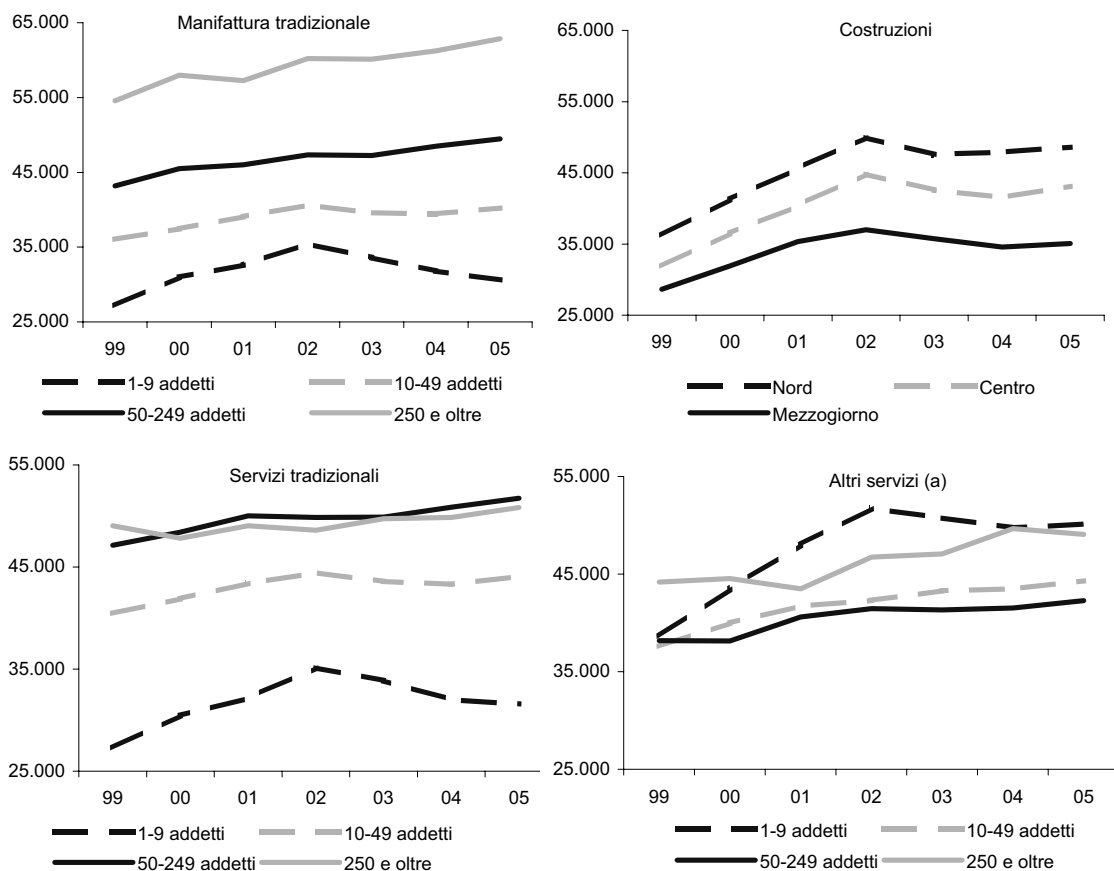 Manifattura tradizionale
65.000
55.000
45.000
35.000
25.000
99 00 01 02 03 04 05
1-9 addetti 10-49 addetti
50-249 addetti 250 e oltre
Costruzioni
65.000
55.000
45.000
35.000
25.000
99 00 01 02 03 04 05
Nord Centro
Mezzogiorno
Servizi tradizionali
55.000
45.000
35.000
25.000
99 00 01 02 03 04 05
1-9 addetti 10-49 addetti
50-249 addetti 250 e oltre
Altri servizi (a)
55.000
45.000
35.000
25.000
99 00 01 02 03 04 05
1-9 addetti 10-49 addetti
50-249 addetti 250 e oltre